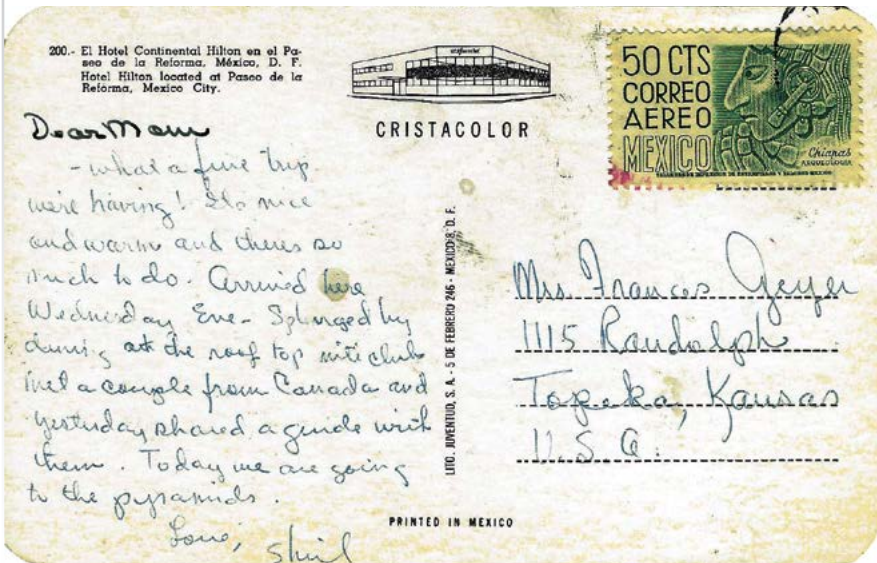 200.- El Hotel Continental Hilton en el Pa-
seo de la Reforma, México, D. F.
Hotel Hilton located at Paseo de la
Reforma, Mexico City.
CRISTACOLOR
50 CTS
CORREO
AEREO
MEXICO
Chiapas
ARQUEOLOGIA
Dear Mom
- what a fine trip
we're having! Its nice
and warm and theres so
much to do. Arrived here
Wednesday Eve- Splurged by
dining at the roof top nite club
met a couple from Canada and
yesterday shared a guide with
them. Today we are going
to the pyramids.
Love,
LITO. JUVENTUD, S. A. - 5 DE FEBRERO 246 - MEXICO 8, D. F.
Mrs. Frances Geyer
1115 Randolph
Topeka, Kansas
U.S.A.
PRINTED IN MEXICO